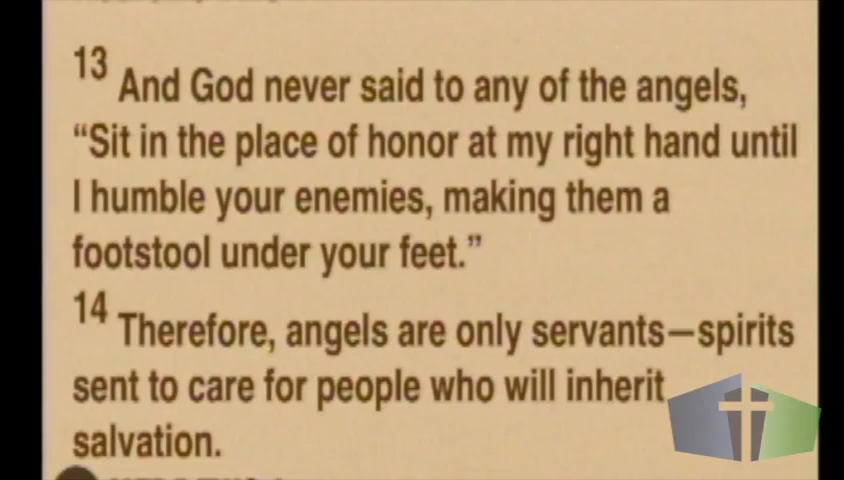 13 And God never said to any of the angels,
“Sit in the place of honor at my right hand until
I humble your enemies, making them a
footstool under your feet.”
14 Therefore, angels are only servants—spirits
sent to care for people who will inherit
salvation.